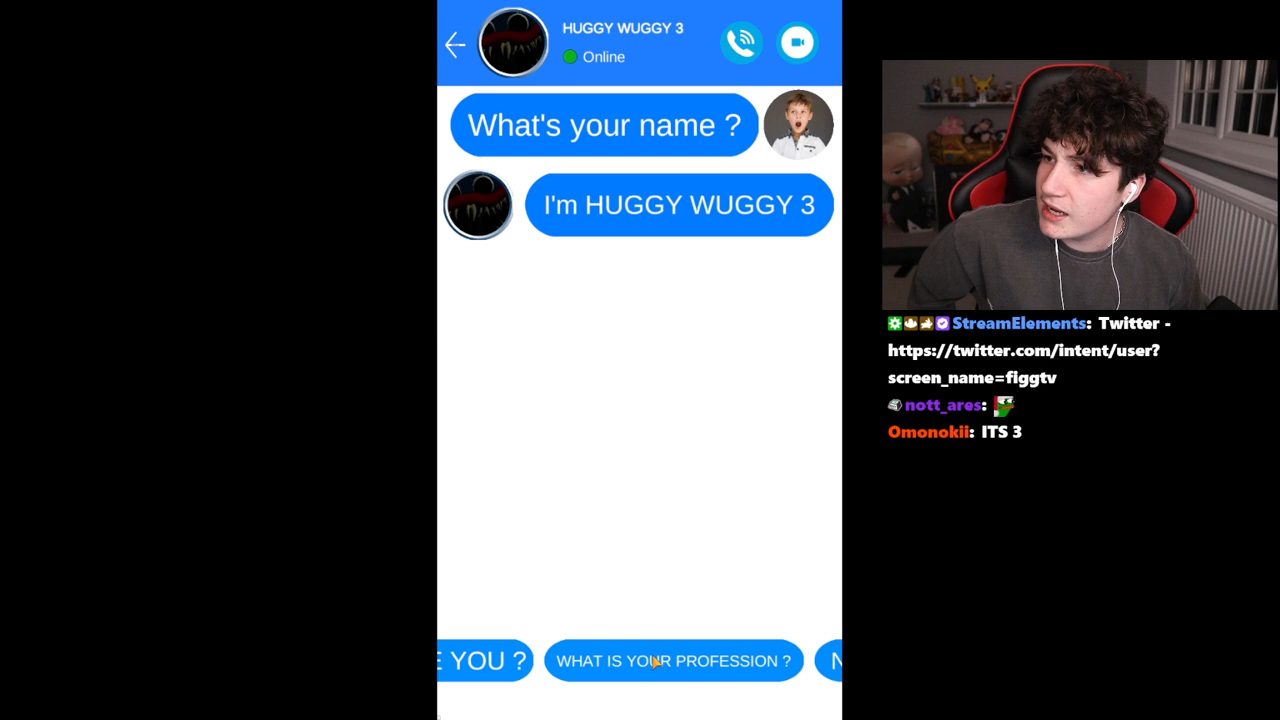 HUGGY WUGGY 3
Online
What's your name ?
I'm HUGGY WUGGY 3
E YOU ?
WHAT IS YOUR PROFESSION ?
N
StreamElements: Twitter -
https://twitter.com/intent/user?
screen_name=figgtv
nott_ares:
Omonokii: ITS 3